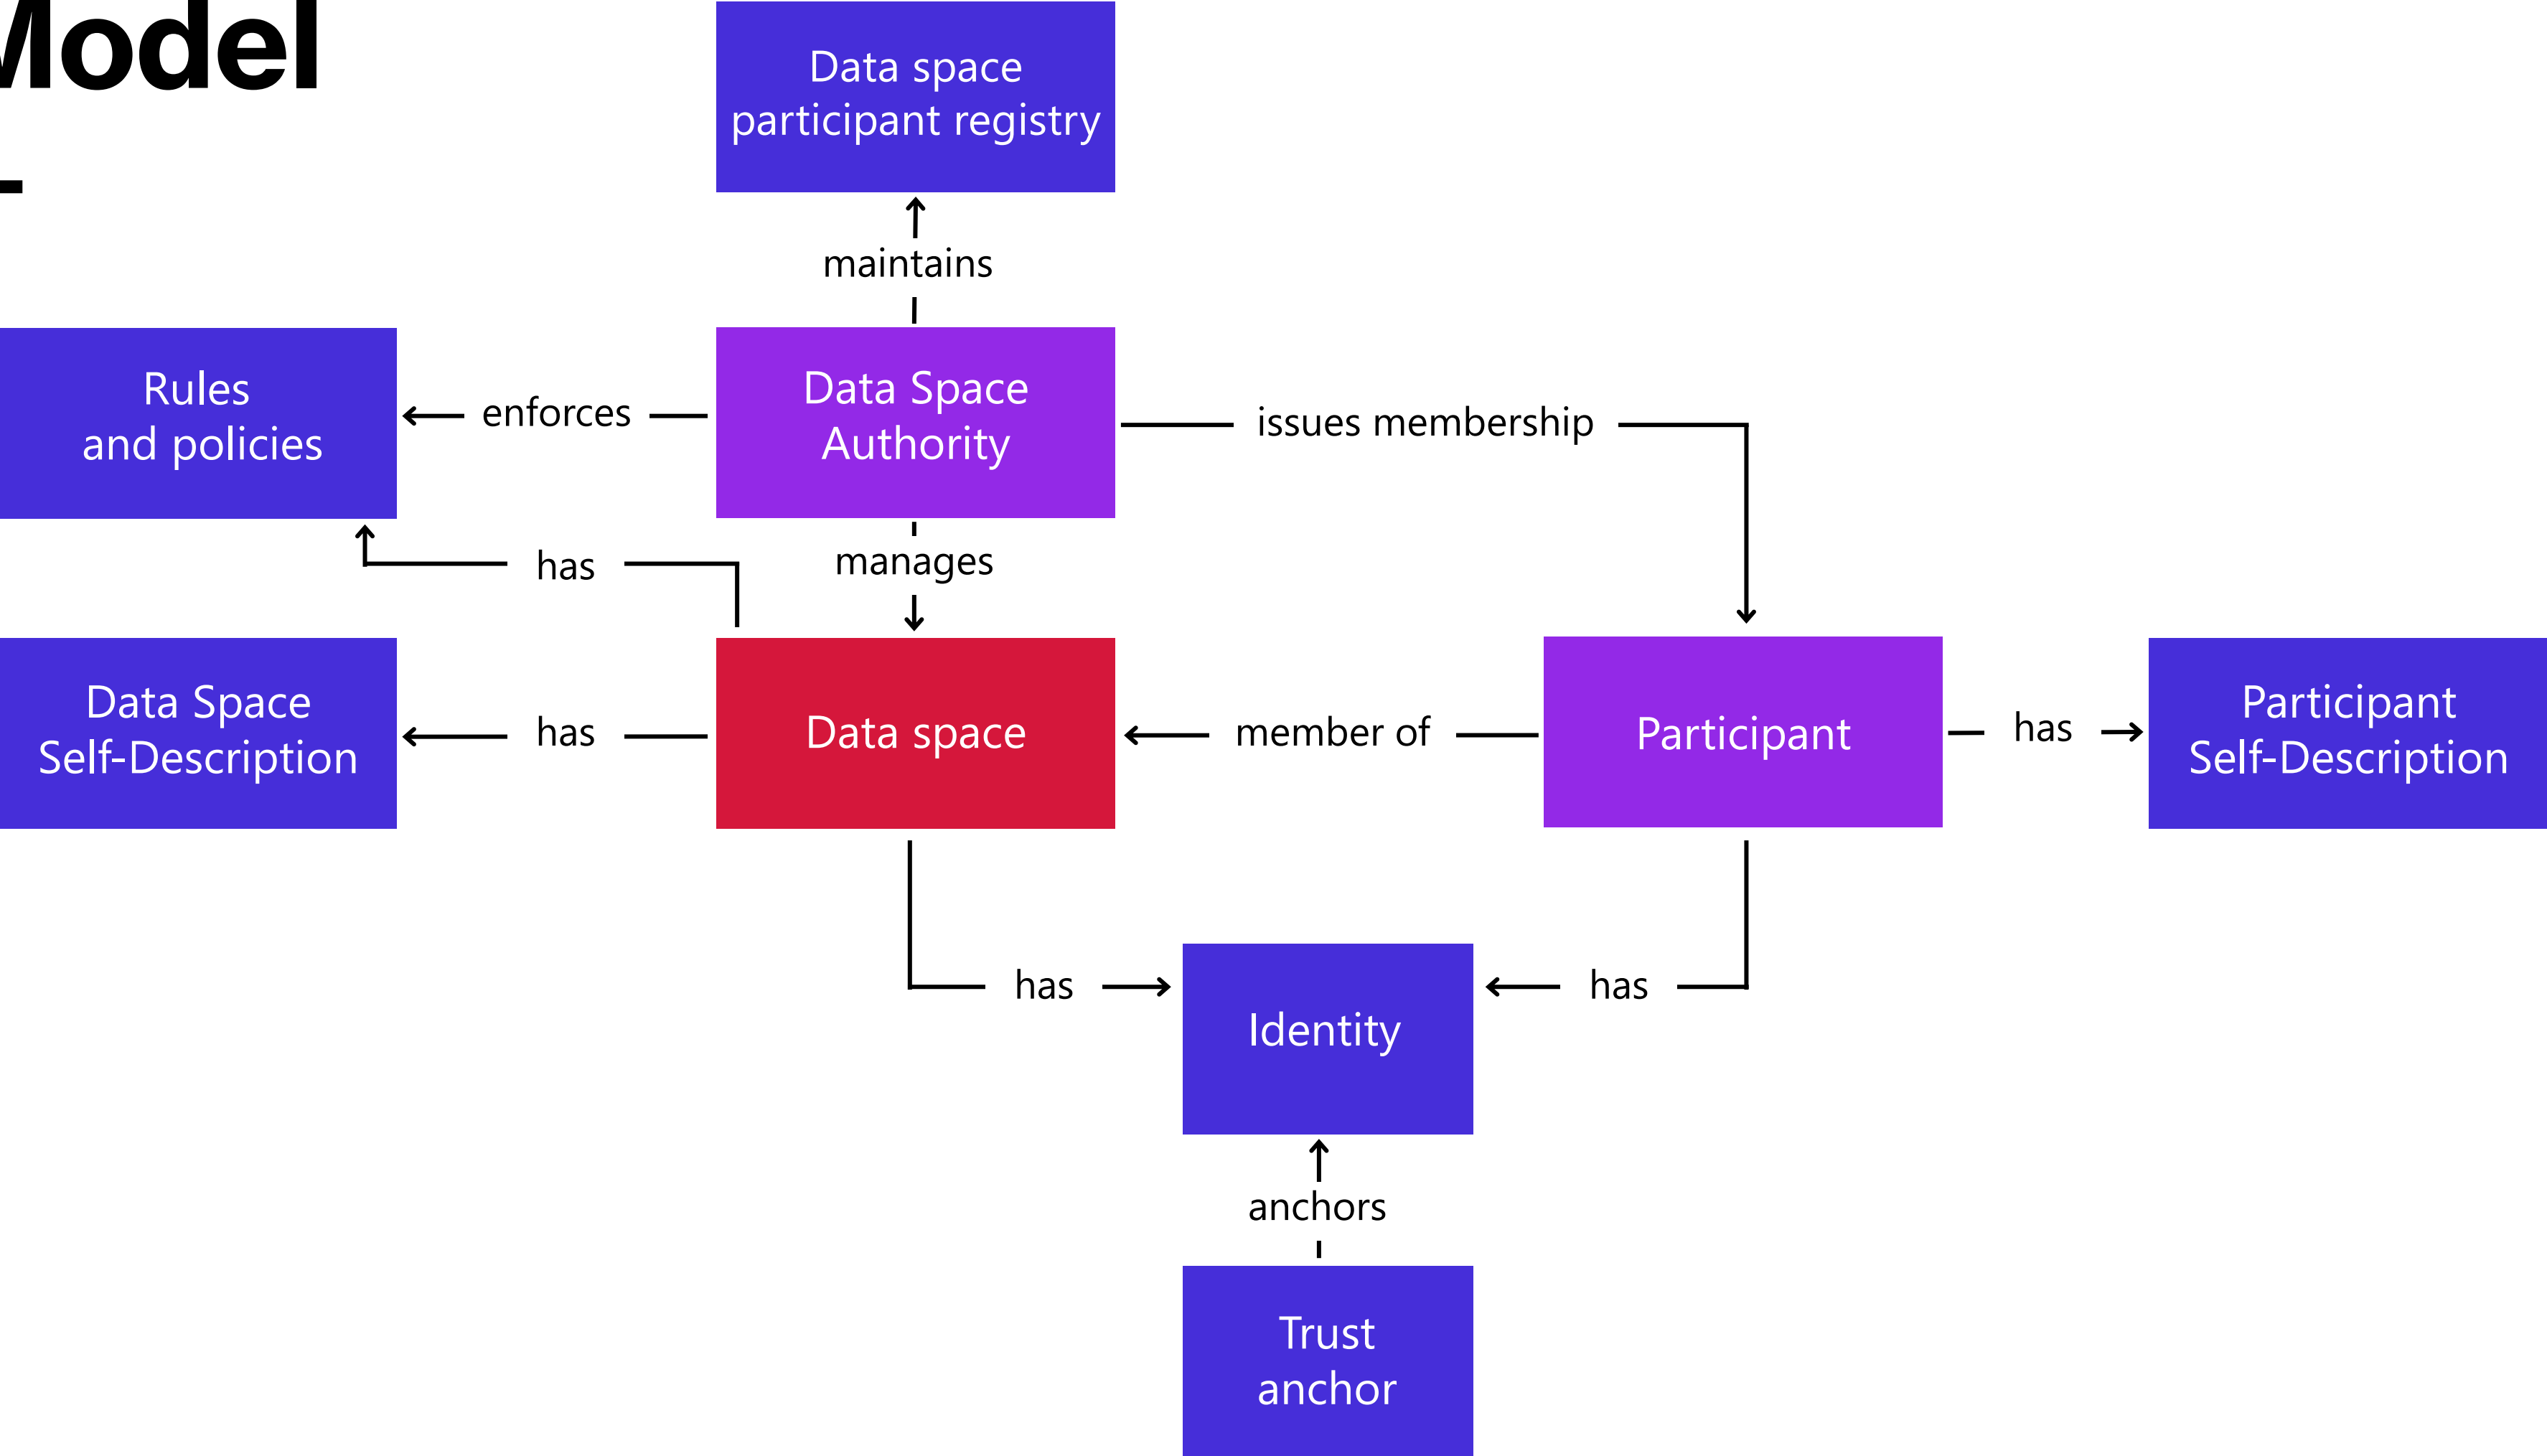 Model
Data space
participant registry
maintains
Rules
and policies
enforces
Data Space
Authority
issues membership
has
manages
Data Space
Self-Description
has
Data space
member of
Participant
has
Participant
Self-Description
has
Identity
has
anchors
Trust
anchor